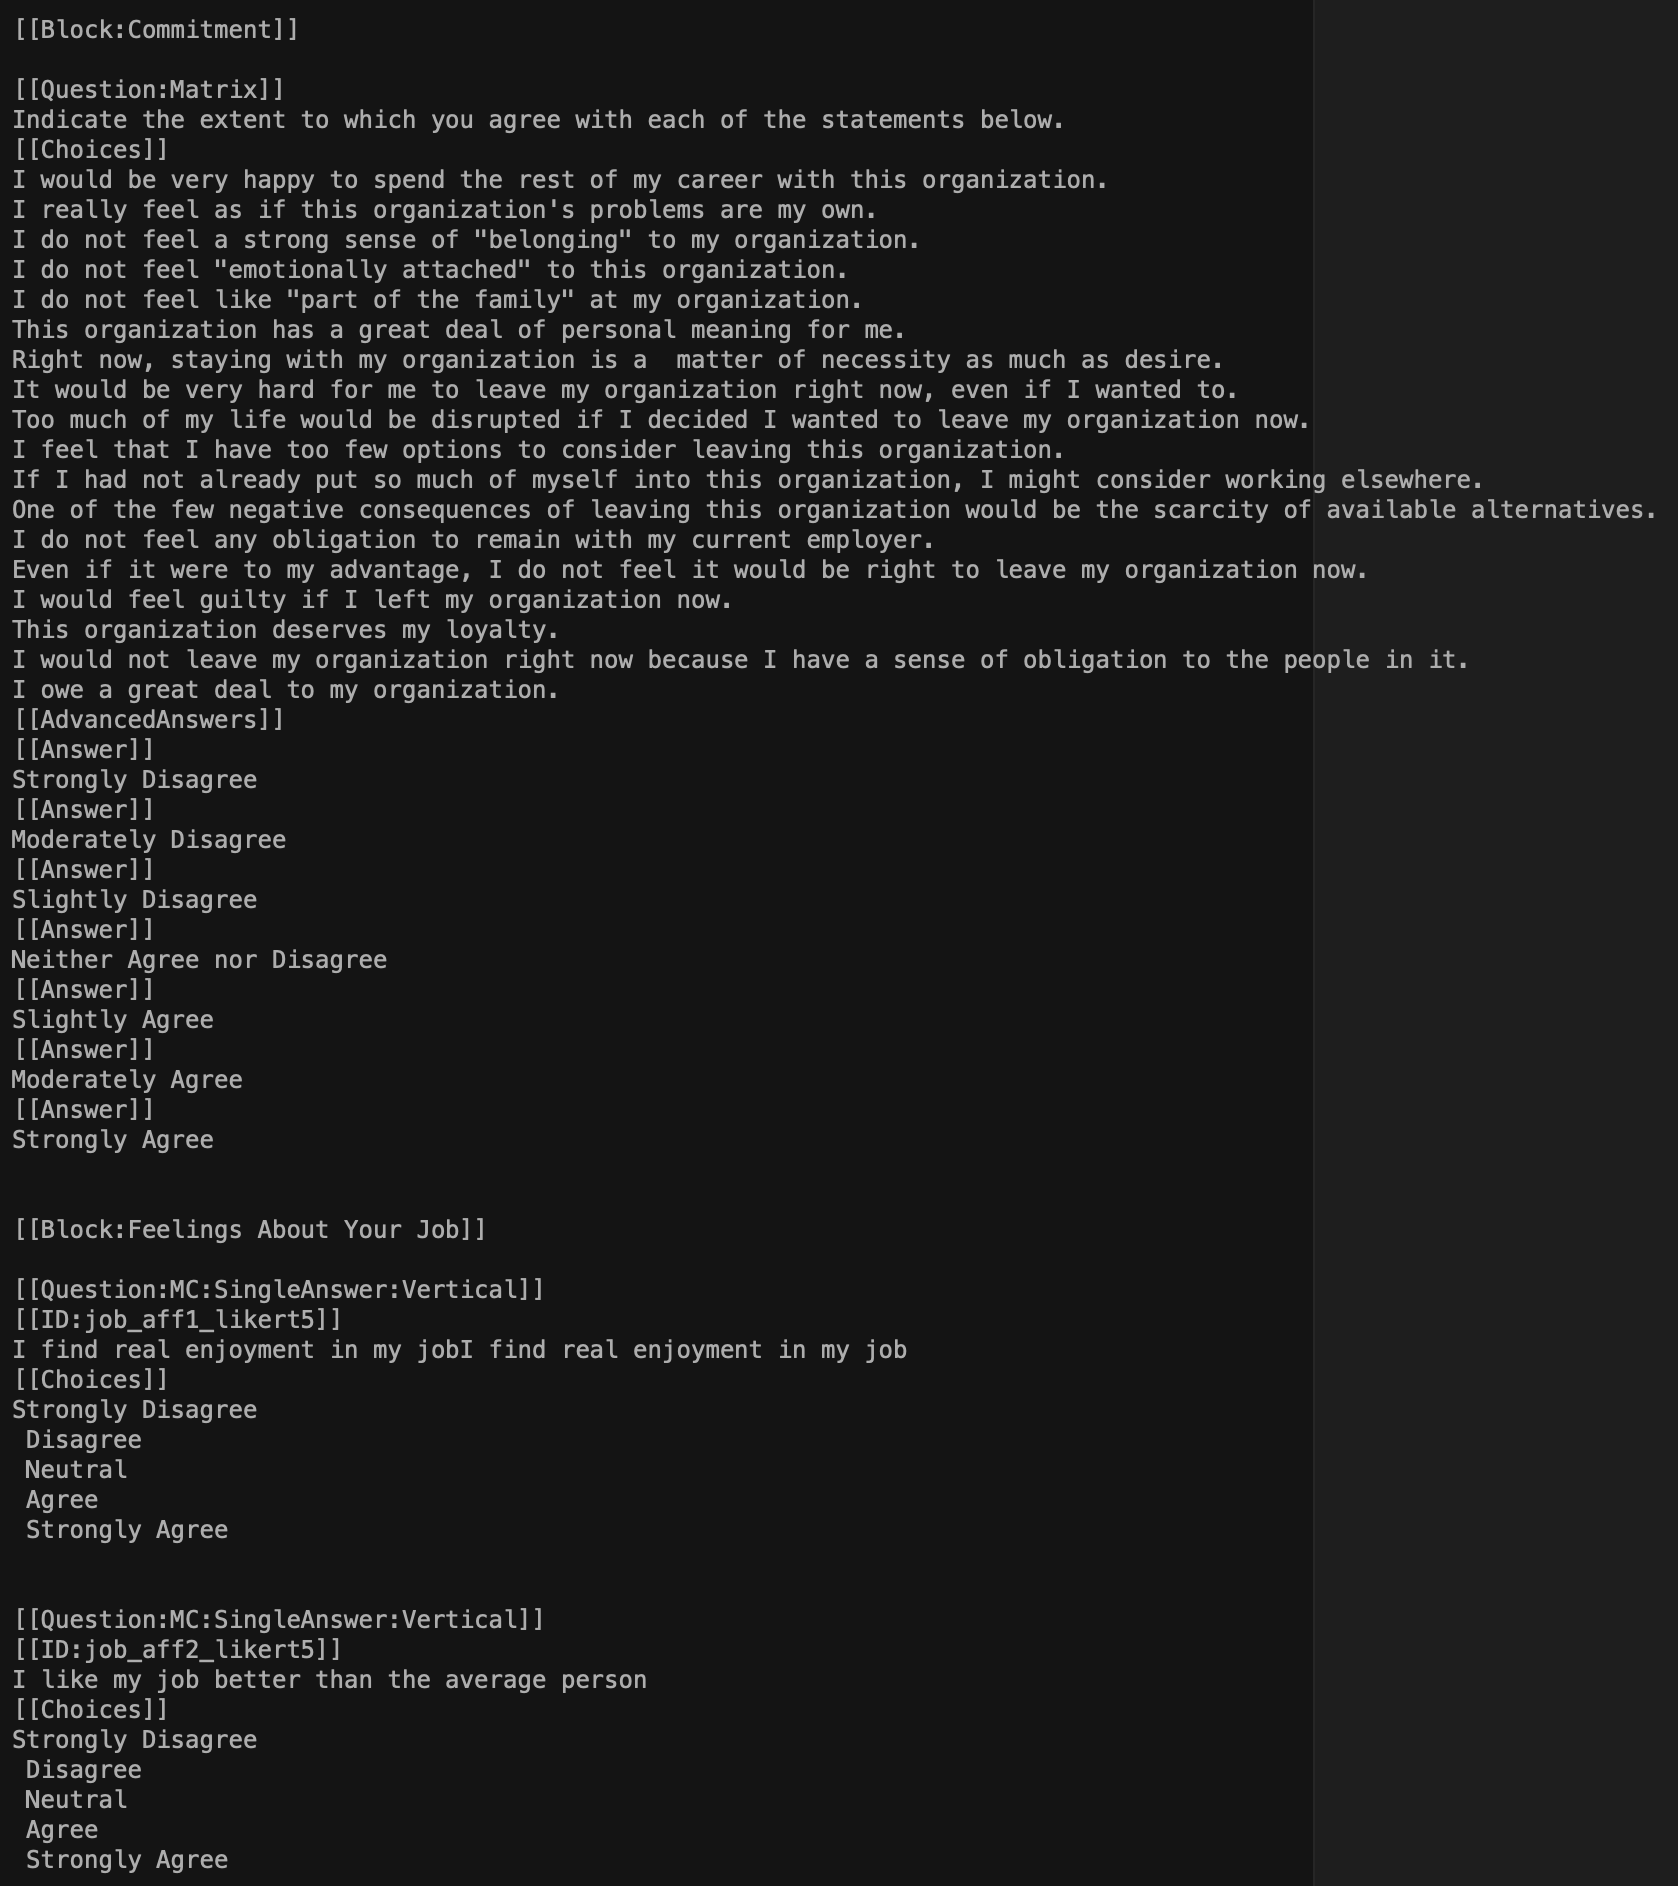 [[Block:Commitment]]
[[Question:Matrix]]
Indicate the extent to which you agree with each of the statements below.
[[Choices]]
I would be very happy to spend the rest of my career with this organization.
I really feel as if this organization's problems are my own.
I do not feel a strong sense of "belonging" to my organization.
I do not feel "emotionally attached" to this organization.
I do not feel like "part of the family" at my organization.
This organization has a great deal of personal meaning for me.
Right now, staying with my organization is a  matter of necessity as much as desire.
It would be very hard for me to leave my organization right now, even if I wanted to.
Too much of my life would be disrupted if I decided I wanted to leave my organization now.
I feel that I have too few options to consider leaving this organization.
If I had not already put so much of myself into this organization, I might consider working elsewhere.
One of the few negative consequences of leaving this organization would be the scarcity of available alternatives.
I do not feel any obligation to remain with my current employer.
Even if it were to my advantage, I do not feel it would be right to leave my organization now.
I would feel guilty if I left my organization now.
This organization deserves my loyalty.
I would not leave my organization right now because I have a sense of obligation to the people in it.
I owe a great deal to my organization.
[[AdvancedAnswers]]
[[Answer]]
Strongly Disagree
[[Answer]]
Moderately Disagree
[[Answer]]
Slightly Disagree
[[Answer]]
Neither Agree nor Disagree
[[Answer]]
Slightly Agree
[[Answer]]
Moderately Agree
[[Answer]]
Strongly Agree
[[Block:Feelings About Your Job]]
[[Question:MC:SingleAnswer:Vertical]]
[[ID:job_aff1_likert5]]
I find real enjoyment in my jobI find real enjoyment in my job
[[Choices]]
Strongly Disagree
 Disagree
 Neutral
 Agree
 Strongly Agree
[[Question:MC:SingleAnswer:Vertical]]
[[ID:job_aff2_likert5]]
I like my job better than the average person
[[Choices]]
Strongly Disagree
 Disagree
 Neutral
 Agree
 Strongly Agree